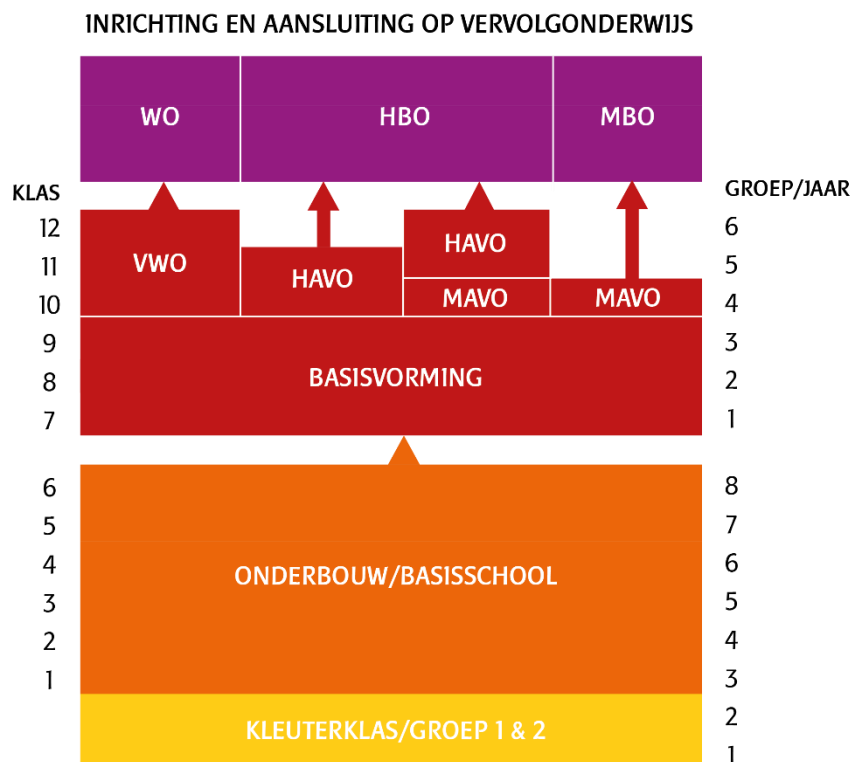 INRICHTING EN AANSLUITING OP VERVOLGONDERWIJS
WO HBO MBO
KLAS GROEP/JAAR
12 6
HAVO
11 VWO 5
HAVO
10 MAVO MAVO 4
9 3
8 BASISVORMING 2
7 1
6 8
5 7
4 ONDERBOUW/BASISSCHOOL 6
3 5
2 4
1 3
KLEUTERKLAS/GROEP 1 & 2 2
1